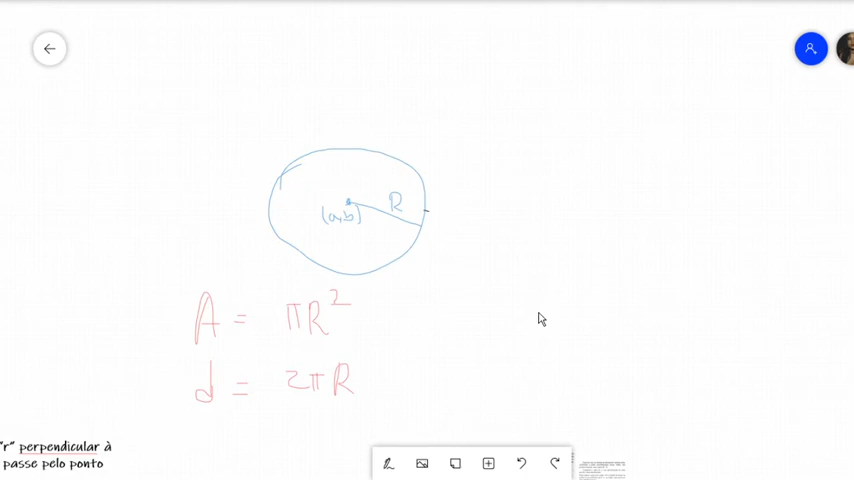 R
(a,b)
A = πR²
d = 2πR
"r" perpendicular à
passe pelo ponto